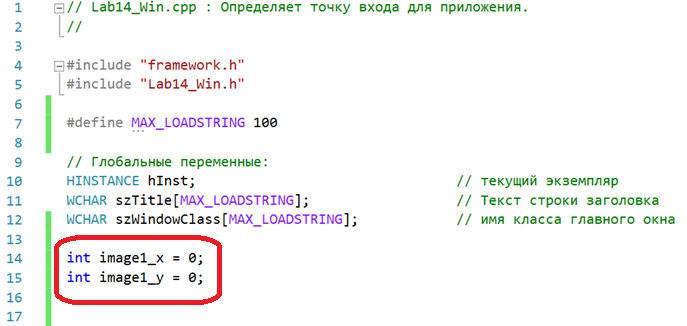 1 // Lab14_Win.cpp : Определяет точку входа для приложения.
2 //
3
4 #include "framework.h"
5 #include "Lab14_Win.h"
6
7 #define MAX_LOADSTRING 100
8
9 // Глобальные переменные:
10 HINSTANCE hInst; // текущий экземпляр
11 WCHAR szTitle[MAX_LOADSTRING]; // Текст строки заголовка
12 WCHAR szWindowClass[MAX_LOADSTRING]; // имя класса главного окна
13
14 int image1_x = 0;
15 int image1_y = 0;
16
17